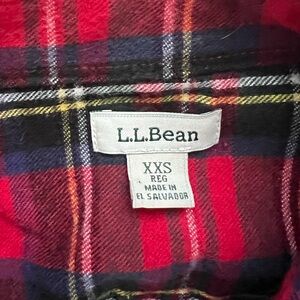 L.L.Bean
XXS
REG
MADE IN
EL SALVADOR